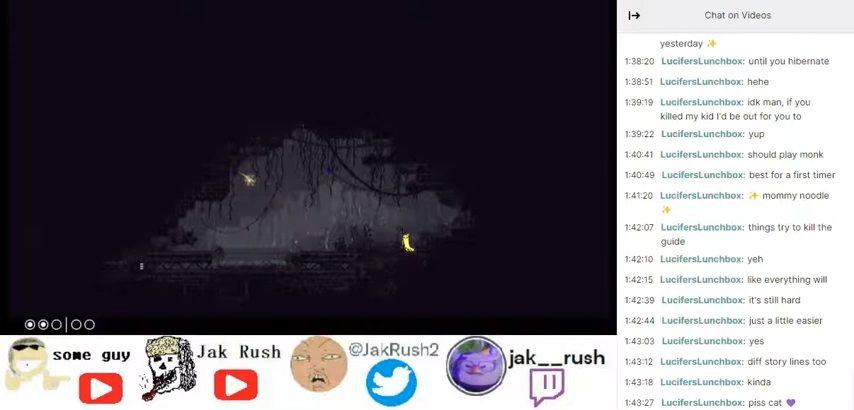 Chat on Videos
yesterday ✨
1:38:20 LucifersLunchbox: until you hibernate
1:38:51 LucifersLunchbox: hehe
1:39:19 LucifersLunchbox: idk man, if you
killed my kid I'd be out for you to
1:39:22 LucifersLunchbox: yup
1:40:41 LucifersLunchbox: should play monk
1:40:49 LucifersLunchbox: best for a first timer
1:41:20 LucifersLunchbox: ✨ mommy noodle
✨
1:42:07 LucifersLunchbox: things try to kill the
guide
1:42:10 LucifersLunchbox: yeh
1:42:15 LucifersLunchbox: like everything will
1:42:39 LucifersLunchbox: it's still hard
1:42:44 LucifersLunchbox: just a little easier
1:43:03 LucifersLunchbox: yes
1:43:12 LucifersLunchbox: diff story lines too
1:43:18 LucifersLunchbox: kinda
1:43:27 LucifersLunchbox: piss cat 💜
some guy
Jak Rush
@JakRush2
jak__rush